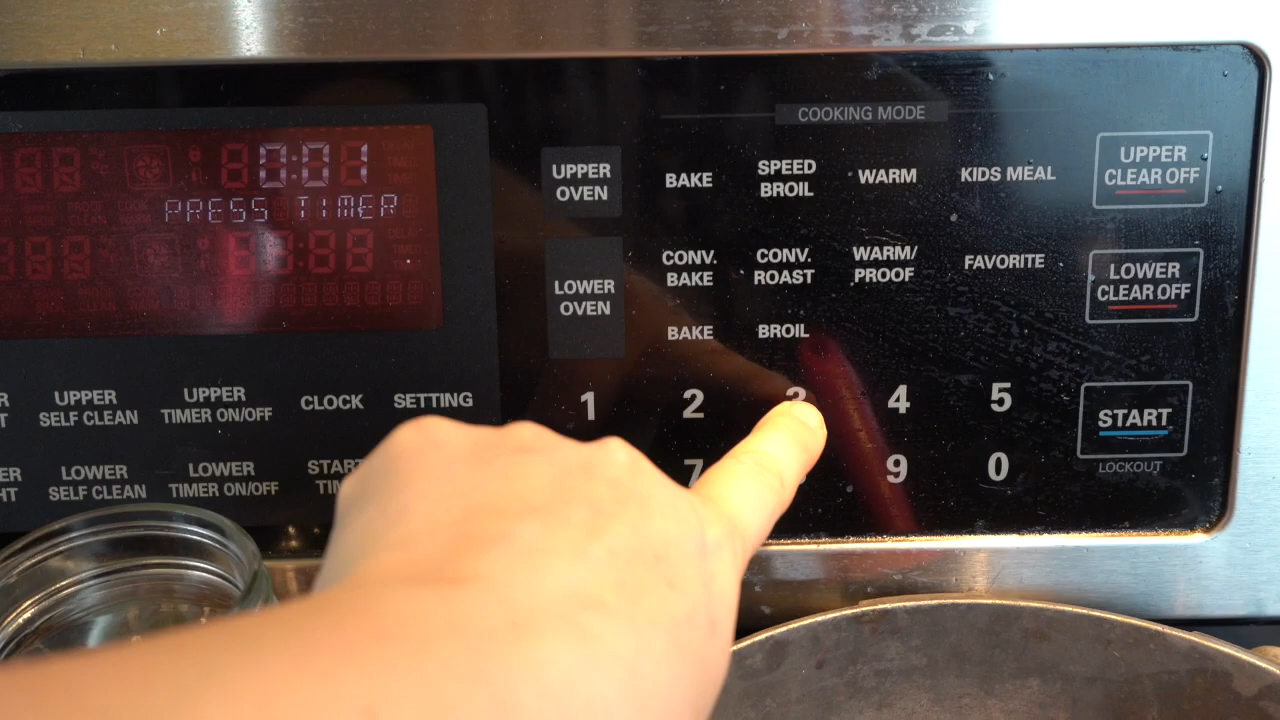 COOKING MODE
0:01
PRESS TIMER
UPPER
OVEN
BAKE
SPEED
BROIL
WARM
KIDS MEAL
UPPER
CLEAR OFF
LOWER
OVEN
CONV.
BAKE
CONV.
ROAST
WARM/
PROOF
FAVORITE
LOWER
CLEAR OFF
BAKE
BROIL
UPPER
SELF CLEAN
UPPER
TIMER ON/OFF
CLOCK
SETTING
1
2
3
4
5
START
LOCKOUT
LOWER
SELF CLEAN
LOWER
TIMER ON/OFF
START
7
9
0